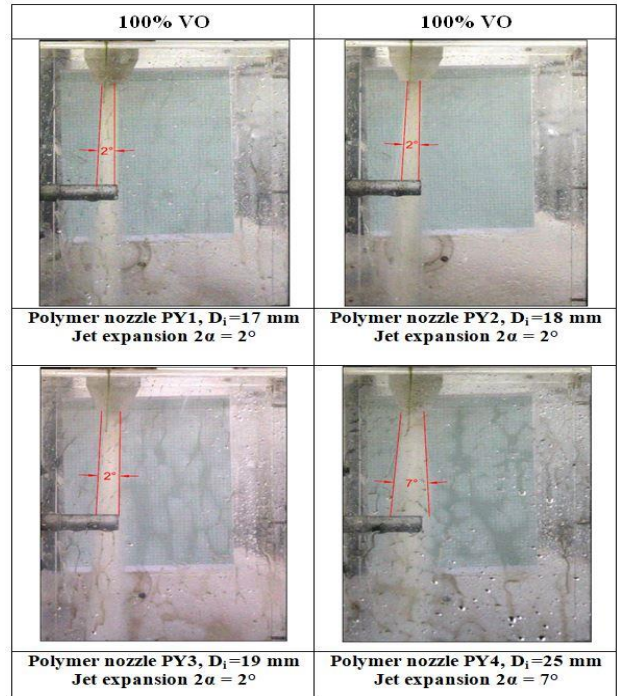 100% VO
100% VO
2°
2°
Polymer nozzle PY1, Dᵢ=17 mm
Jet expansion 2α = 2°
Polymer nozzle PY2, Dᵢ=18 mm
Jet expansion 2α = 2°
2°
7°
Polymer nozzle PY3, Dᵢ=19 mm
Jet expansion 2α = 2°
Polymer nozzle PY4, Dᵢ=25 mm
Jet expansion 2α = 7°